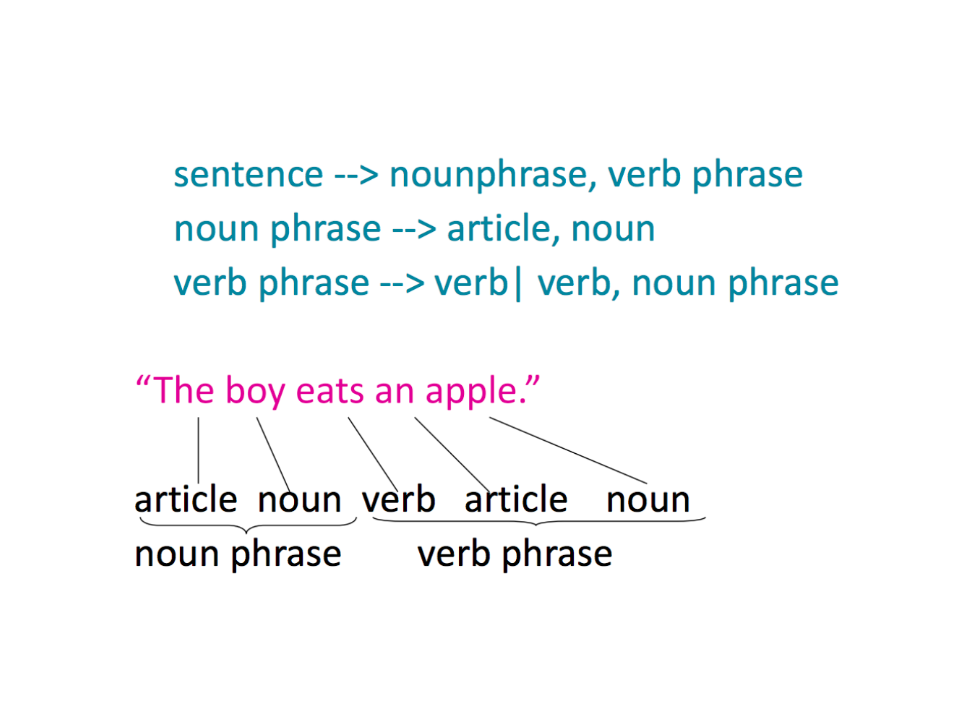 sentence --> nounphrase, verb phrase
noun phrase --> article, noun
verb phrase --> verb| verb, noun phrase
“The boy eats an apple.”
article noun verb article noun
noun phrase verb phrase